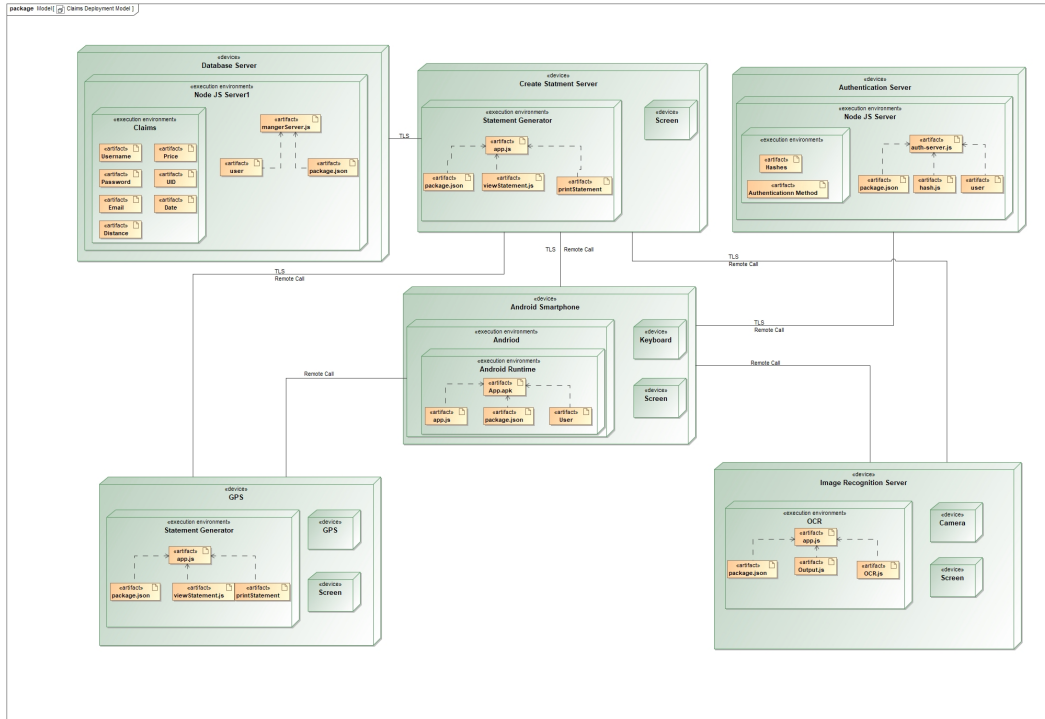 package Model [ Claims Deployment Model ]
«device»
Database Server
«execution environment»
Node JS Server1
«execution environment»
Claims
«artifact»
Username
«artifact»
Price
«artifact»
Password
«artifact»
UID
«artifact»
Email
«artifact»
Date
«artifact»
Distance
«artifact»
mangerServer.js
«artifact»
user
«artifact»
package.json
TLS
«device»
Create Statment Server
«execution environment»
Statement Generator
«artifact»
app.js
«artifact»
package.json
«artifact»
viewStatement.js
«artifact»
printStatement
«device»
Screen
«device»
Authentication Server
«execution environment»
Node JS Server
«execution environment»
«artifact»
Hashes
«artifact»
Authenticationn Method
«artifact»
auth-server.js
«artifact»
package.json
«artifact»
hash.js
«artifact»
user
TLS
Remote Call
TLS Remote Call
TLS
Remote Call
«device»
Android Smartphone
«execution environment»
Andriod
«execution environment»
Android Runtime
«artifact»
App.apk
«artifact»
app.js
«artifact»
package.json
«artifact»
User
«device»
Keyboard
«device»
Screen
TLS
Remote Call
Remote Call
Remote Call
«device»
GPS
«execution environment»
Statement Generator
«artifact»
app.js
«artifact»
package.json
«artifact»
viewStatement.js
«artifact»
printStatement
«device»
GPS
«device»
Screen
«device»
Image Recognition Server
«execution environment»
OCR
«artifact»
app.js
«artifact»
package.json
«artifact»
Output.js
«artifact»
OCR.js
«device»
Camera
«device»
Screen